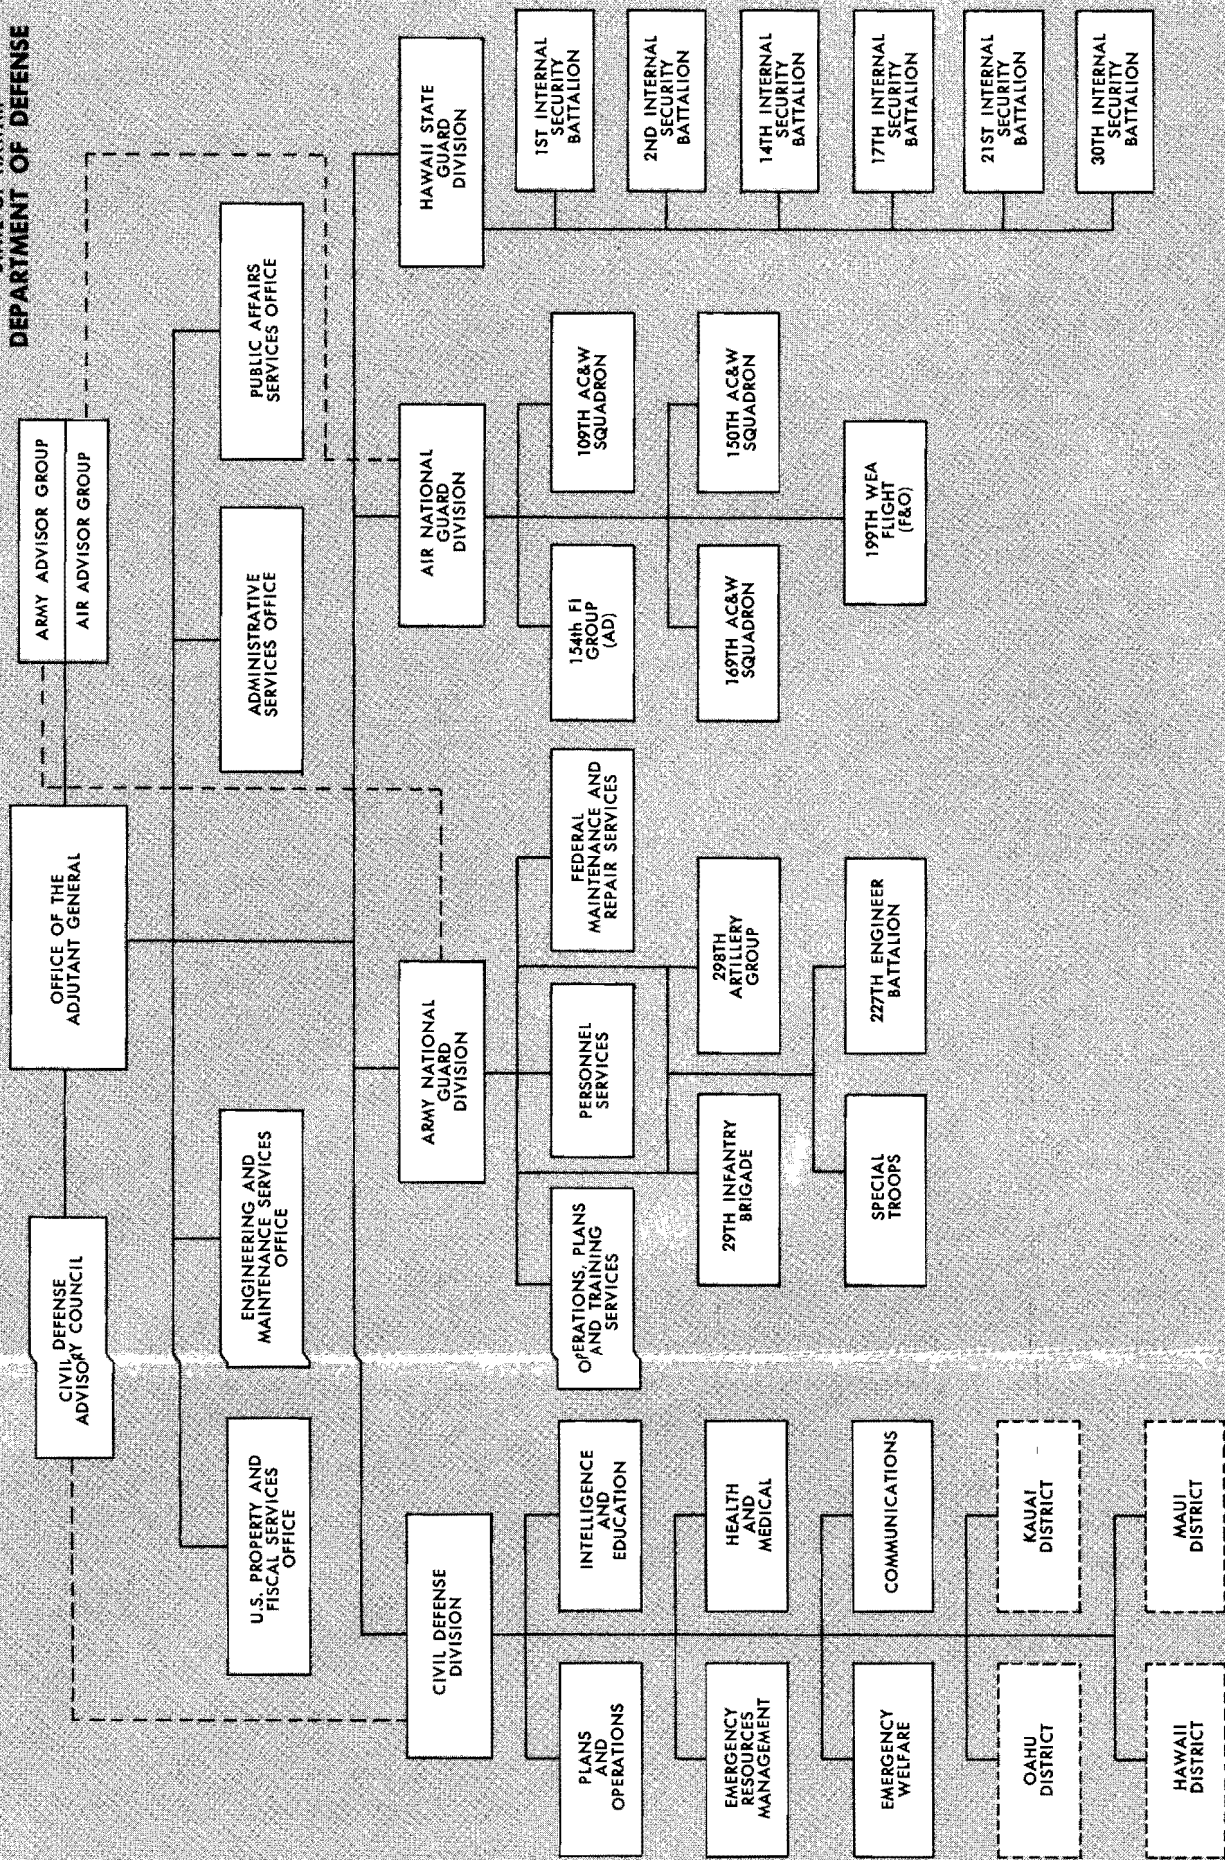 DEPARTMENT OF DEFENSE
ARMY ADVISOR GROUP
AIR ADVISOR GROUP
OFFICE OF THE
ADJUTANT GENERAL
CIVIL DEFENSE
ADVISORY COUNCIL
U.S. PROPERTY AND
FISCAL SERVICES
OFFICE
ENGINEERING AND
MAINTENANCE SERVICES
OFFICE
ADMINISTRATIVE
SERVICES OFFICE
PUBLIC AFFAIRS
SERVICES OFFICE
CIVIL DEFENSE
DIVISION
PLANS
AND
OPERATIONS
INTELLIGENCE
AND
EDUCATION
EMERGENCY
RESOURCES
MANAGEMENT
HEALTH
AND
MEDICAL
EMERGENCY
WELFARE
COMMUNICATIONS
OAHU
DISTRICT
KAUAI
DISTRICT
HAWAII
DISTRICT
MAUI
DISTRICT
ARMY NATIONAL
GUARD
DIVISION
OPERATIONS, PLANS
AND TRAINING
SERVICES
PERSONNEL
SERVICES
FEDERAL
MAINTENANCE AND
REPAIR SERVICES
29TH INFANTRY
BRIGADE
298TH
ARTILLERY
GROUP
SPECIAL
TROOPS
227TH ENGINEER
BATTALION
AIR NATIONAL
GUARD
DIVISION
154th FI
GROUP
(AD)
109TH AC&W
SQUADRON
169TH AC&W
SQUADRON
150TH AC&W
SQUADRON
199TH WEA
FLIGHT
(F&O)
HAWAII STATE
GUARD
DIVISION
1ST INTERNAL
SECURITY
BATTALION
2ND INTERNAL
SECURITY
BATTALION
14TH INTERNAL
SECURITY
BATTALION
17TH INTERNAL
SECURITY
BATTALION
21ST INTERNAL
SECURITY
BATTALION
30TH INTERNAL
SECURITY
BATTALION